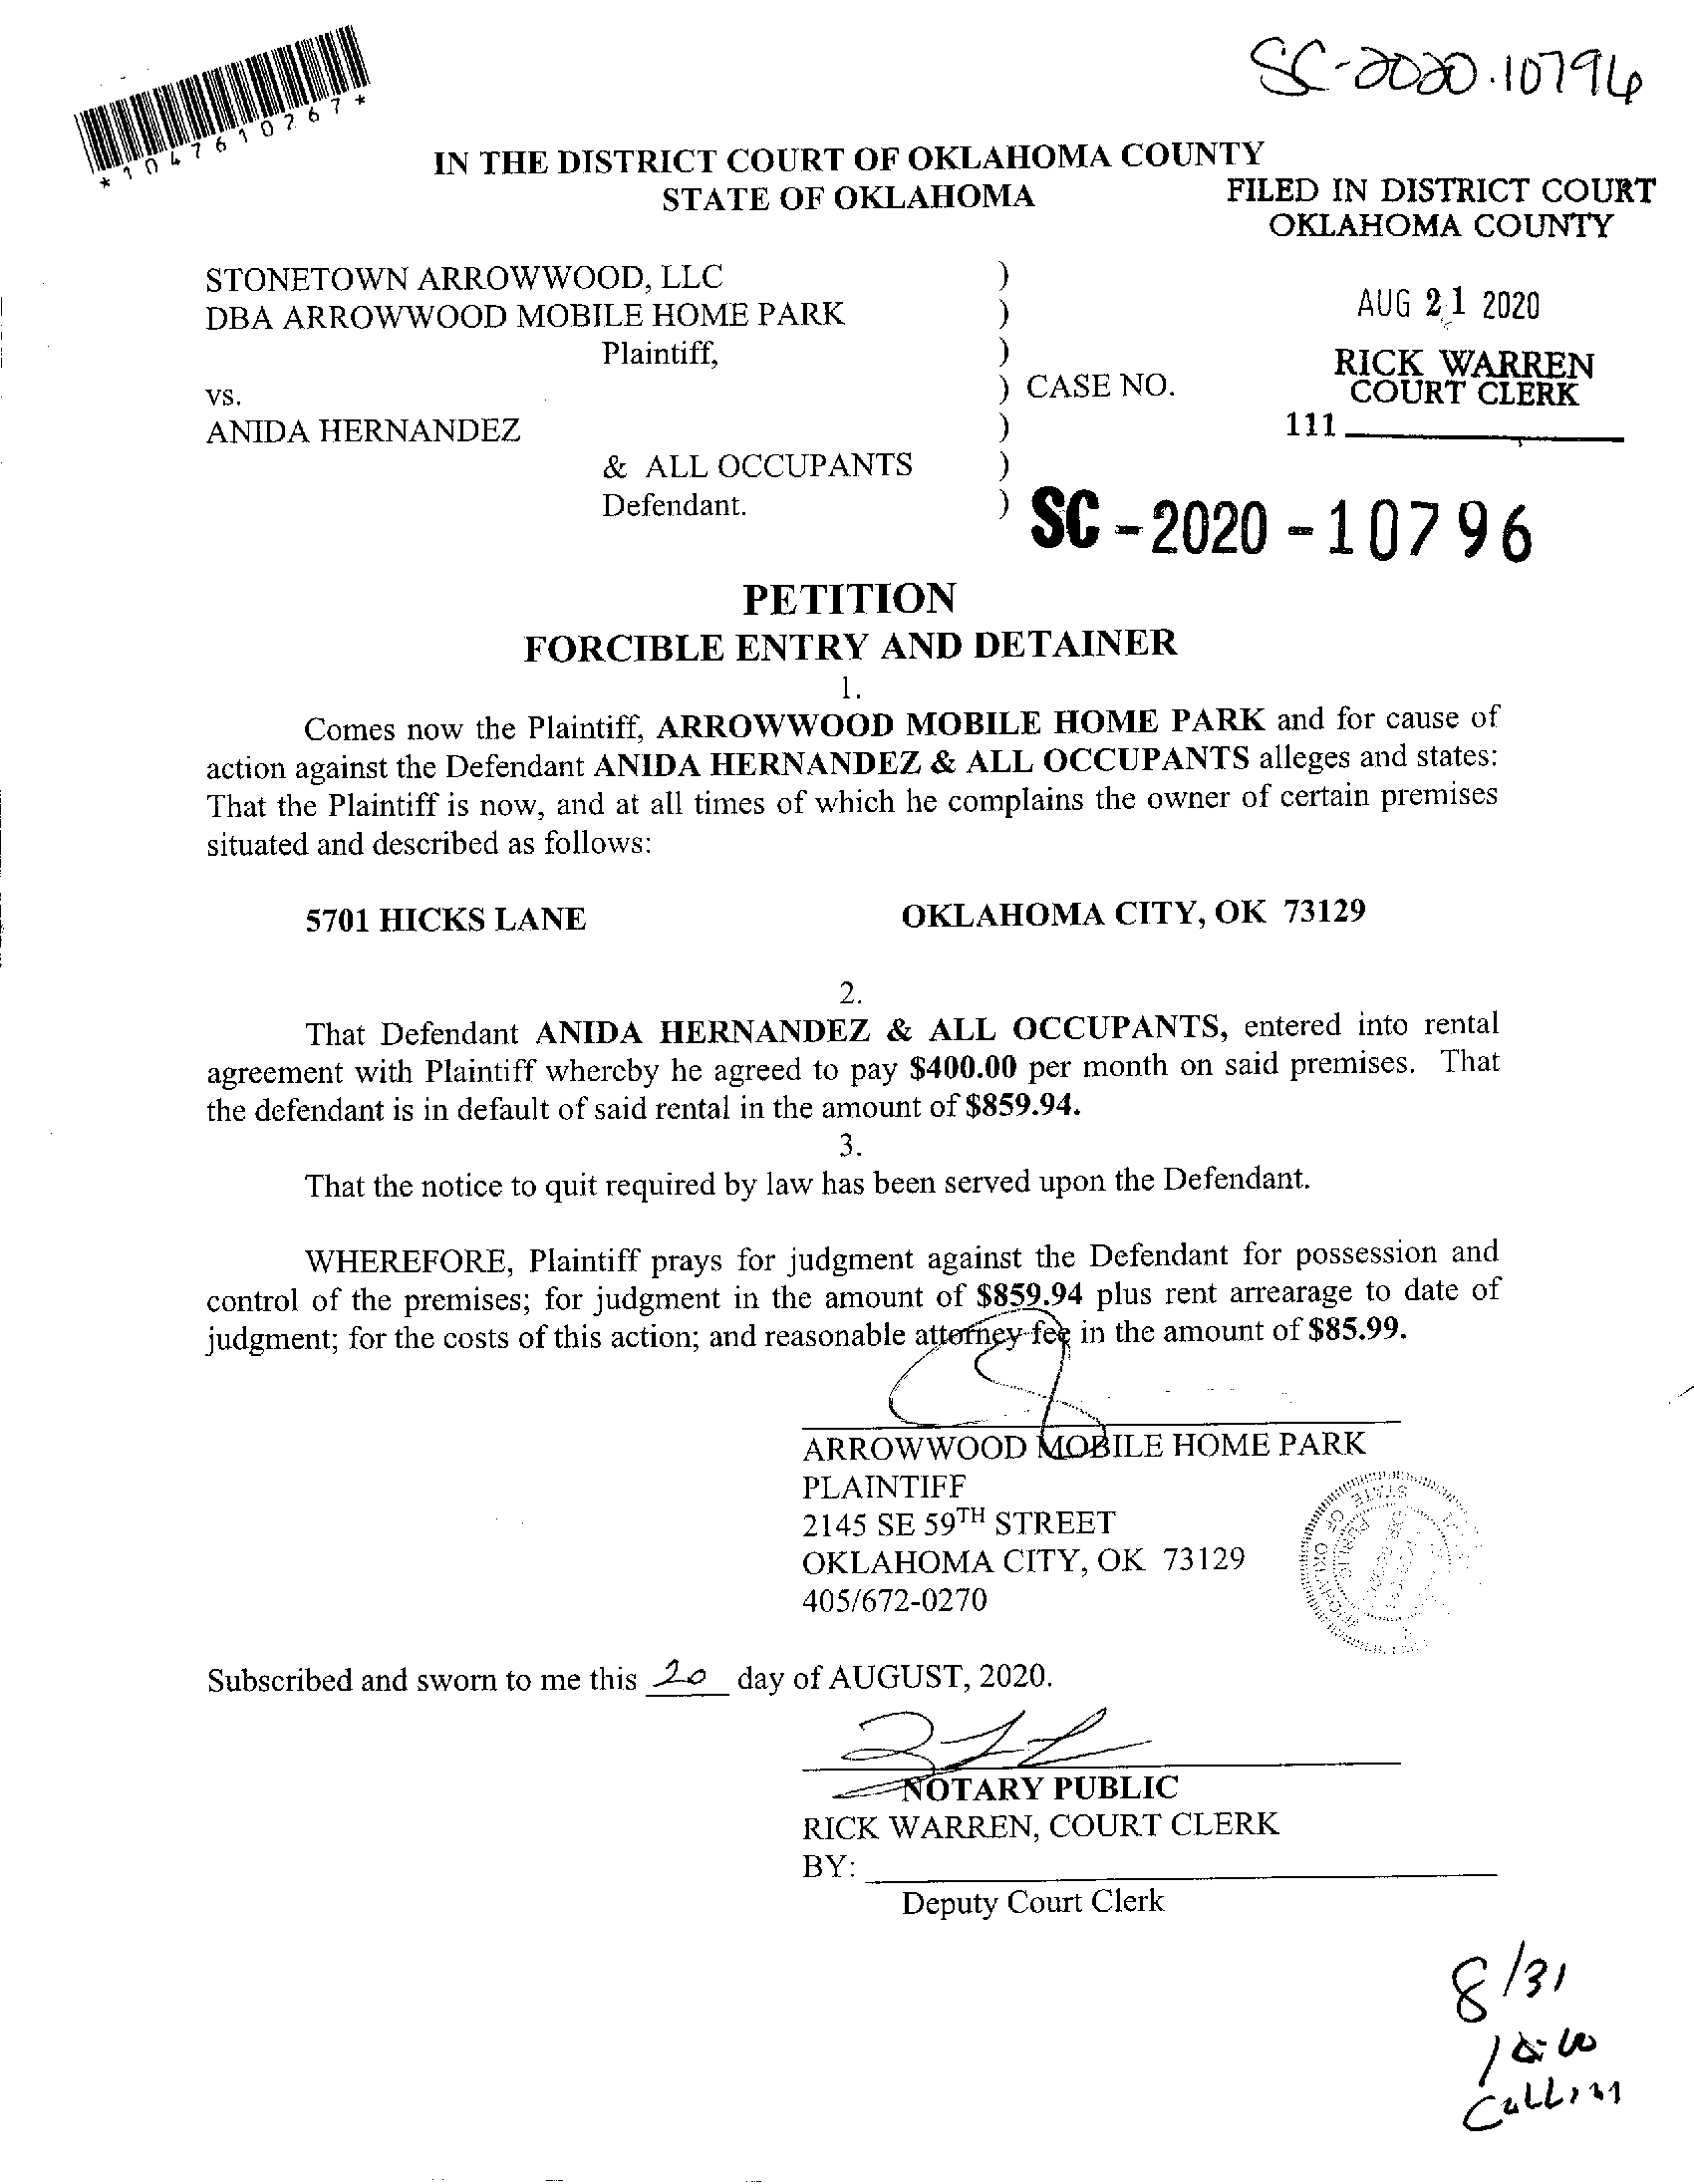 SC-2020-10796
*1047610767*
IN THE DISTRICT COURT OF OKLAHOMA COUNTY
STATE OF OKLAHOMA
FILED IN DISTRICT COURT
OKLAHOMA COUNTY
AUG 21 2020
RICK WARREN
COURT CLERK
111
STONETOWN ARROWWOOD, LLC )
DBA ARROWWOOD MOBILE HOME PARK )
Plaintiff, )
vs. ) CASE NO.
ANIDA HERNANDEZ )
& ALL OCCUPANTS )
Defendant. )
SC-2020-10796
PETITION
FORCIBLE ENTRY AND DETAINER
1.
Comes now the Plaintiff, ARROWWOOD MOBILE HOME PARK and for cause of
action against the Defendant ANIDA HERNANDEZ & ALL OCCUPANTS alleges and states:
That the Plaintiff is now, and at all times of which he complains the owner of certain premises
situated and described as follows:
5701 HICKS LANE OKLAHOMA CITY, OK 73129
2.
That Defendant ANIDA HERNANDEZ & ALL OCCUPANTS, entered into rental
agreement with Plaintiff whereby he agreed to pay $400.00 per month on said premises. That
the defendant is in default of said rental in the amount of $859.94.
3.
That the notice to quit required by law has been served upon the Defendant.
WHEREFORE, Plaintiff prays for judgment against the Defendant for possession and
control of the premises; for judgment in the amount of $859.94 plus rent arrearage to date of
judgment; for the costs of this action; and reasonable attorney fee in the amount of $85.99.
ARROWWOOD MOBILE HOME PARK
PLAINTIFF
2145 SE 59TH STREET
OKLAHOMA CITY, OK 73129
405/672-0270
STATE OF
PUBLIC
Subscribed and sworn to me this 20 day of AUGUST, 2020.
NOTARY PUBLIC
RICK WARREN, COURT CLERK
BY:
Deputy Court Clerk
8/31